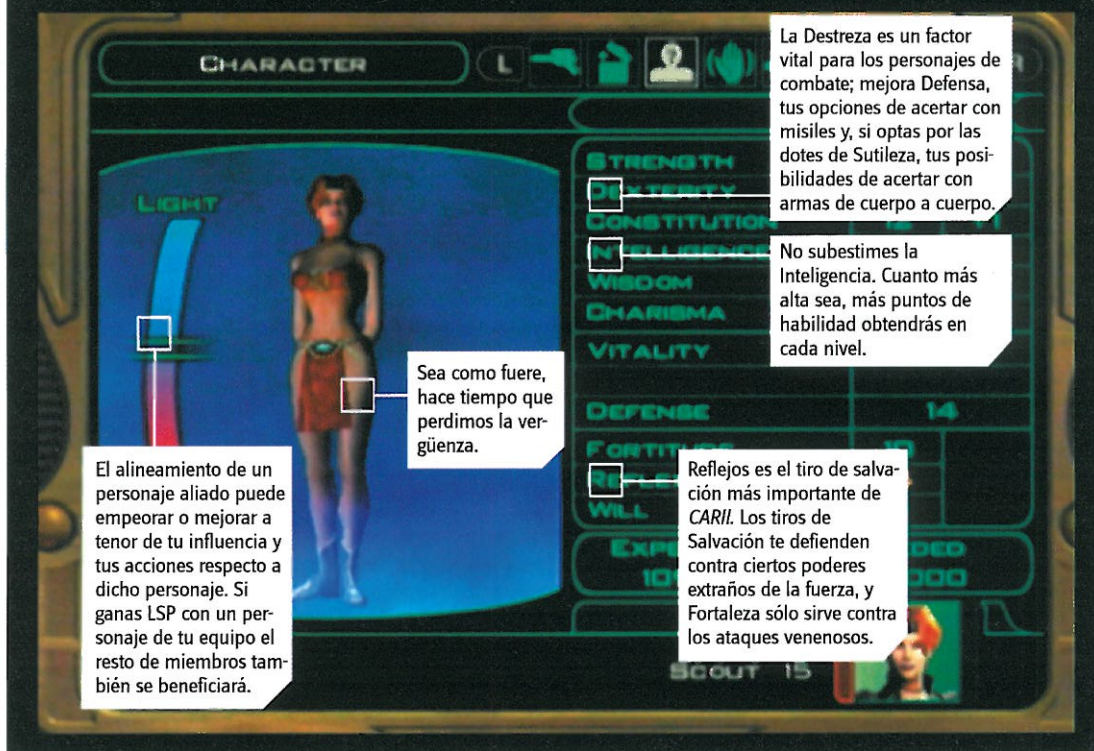 CHARACTER
L
LIGHT
STRENGTH
DEXTERITY
CONSTITUTION
INTELLIGENCE
WISDOM
CHARISMA
VITALITY
DEFENSE 14
FORTITUDE
WILL
SCOUT 15
La Destreza es un factor
vital para los personajes de
combate; mejora Defensa,
tus opciones de acertar con
misiles y, si optas por las
dotes de Sutileza, tus posi-
bilidades de acertar con
armas de cuerpo a cuerpo.
No subestimes la
Inteligencia. Cuanto más
alta sea, más puntos de
habilidad obtendrás en
cada nivel.
Sea como fuere,
hace tiempo que
perdimos la ver-
güenza.
El alineamiento de un
personaje aliado puede
empeorar o mejorar a
tenor de tu influencia y
tus acciones respecto a
dicho personaje. Si
ganas LSP con un per-
sonaje de tu equipo el
resto de miembros tam-
bién se beneficiará.
Reflejos es el tiro de salva-
ción más importante de
CARII. Los tiros de
Salvación te defienden
contra ciertos poderes
extraños de la fuerza, y
Fortaleza sólo sirve contra
los ataques venenosos.